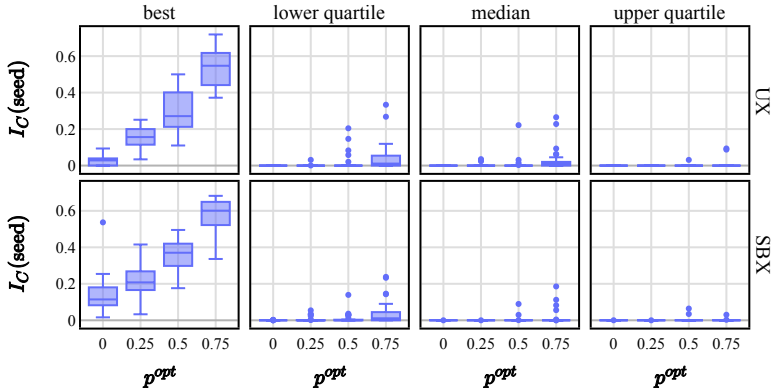 best lower quartile median upper quartile
0.6
0.4
0.2
0
I_C(seed)
UX
0.6
0.4
0.2
0
I_C(seed)
SBX
0 0.25 0.5 0.75 0 0.25 0.5 0.75 0 0.25 0.5 0.75 0 0.25 0.5 0.75
p^{opt} p^{opt} p^{opt} p^{opt}